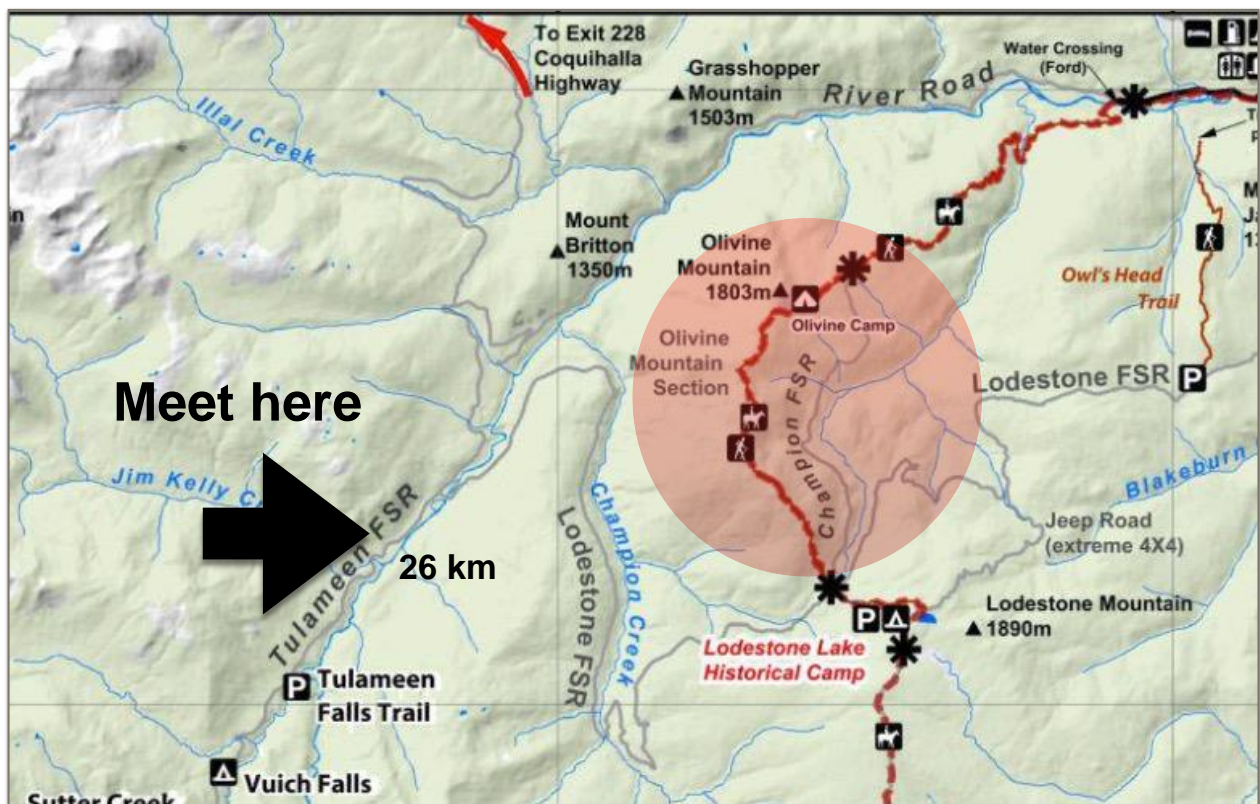 To Exit 228
Coquihalla
Highway
Grasshopper
Mountain
1503m
River Road
Water Crossing
(Ford)
Illal Creek
Mount
Britton
1350m
Olivine
Mountain
1803m
Olivine Camp
Olivine
Mountain
Section
Champion FSR
Owl's Head
Trail
Lodestone FSR
P
Meet here
Jim Kelly
Tulameen FSR
26 km
Lodestone FSR
Champion Creek
Blakeburn
Jeep Road
(extreme 4X4)
Lodestone Mountain
1890m
P
Lodestone Lake
Historical Camp
P
Tulameen
Falls Trail
Vuich Falls
Sutter Creek